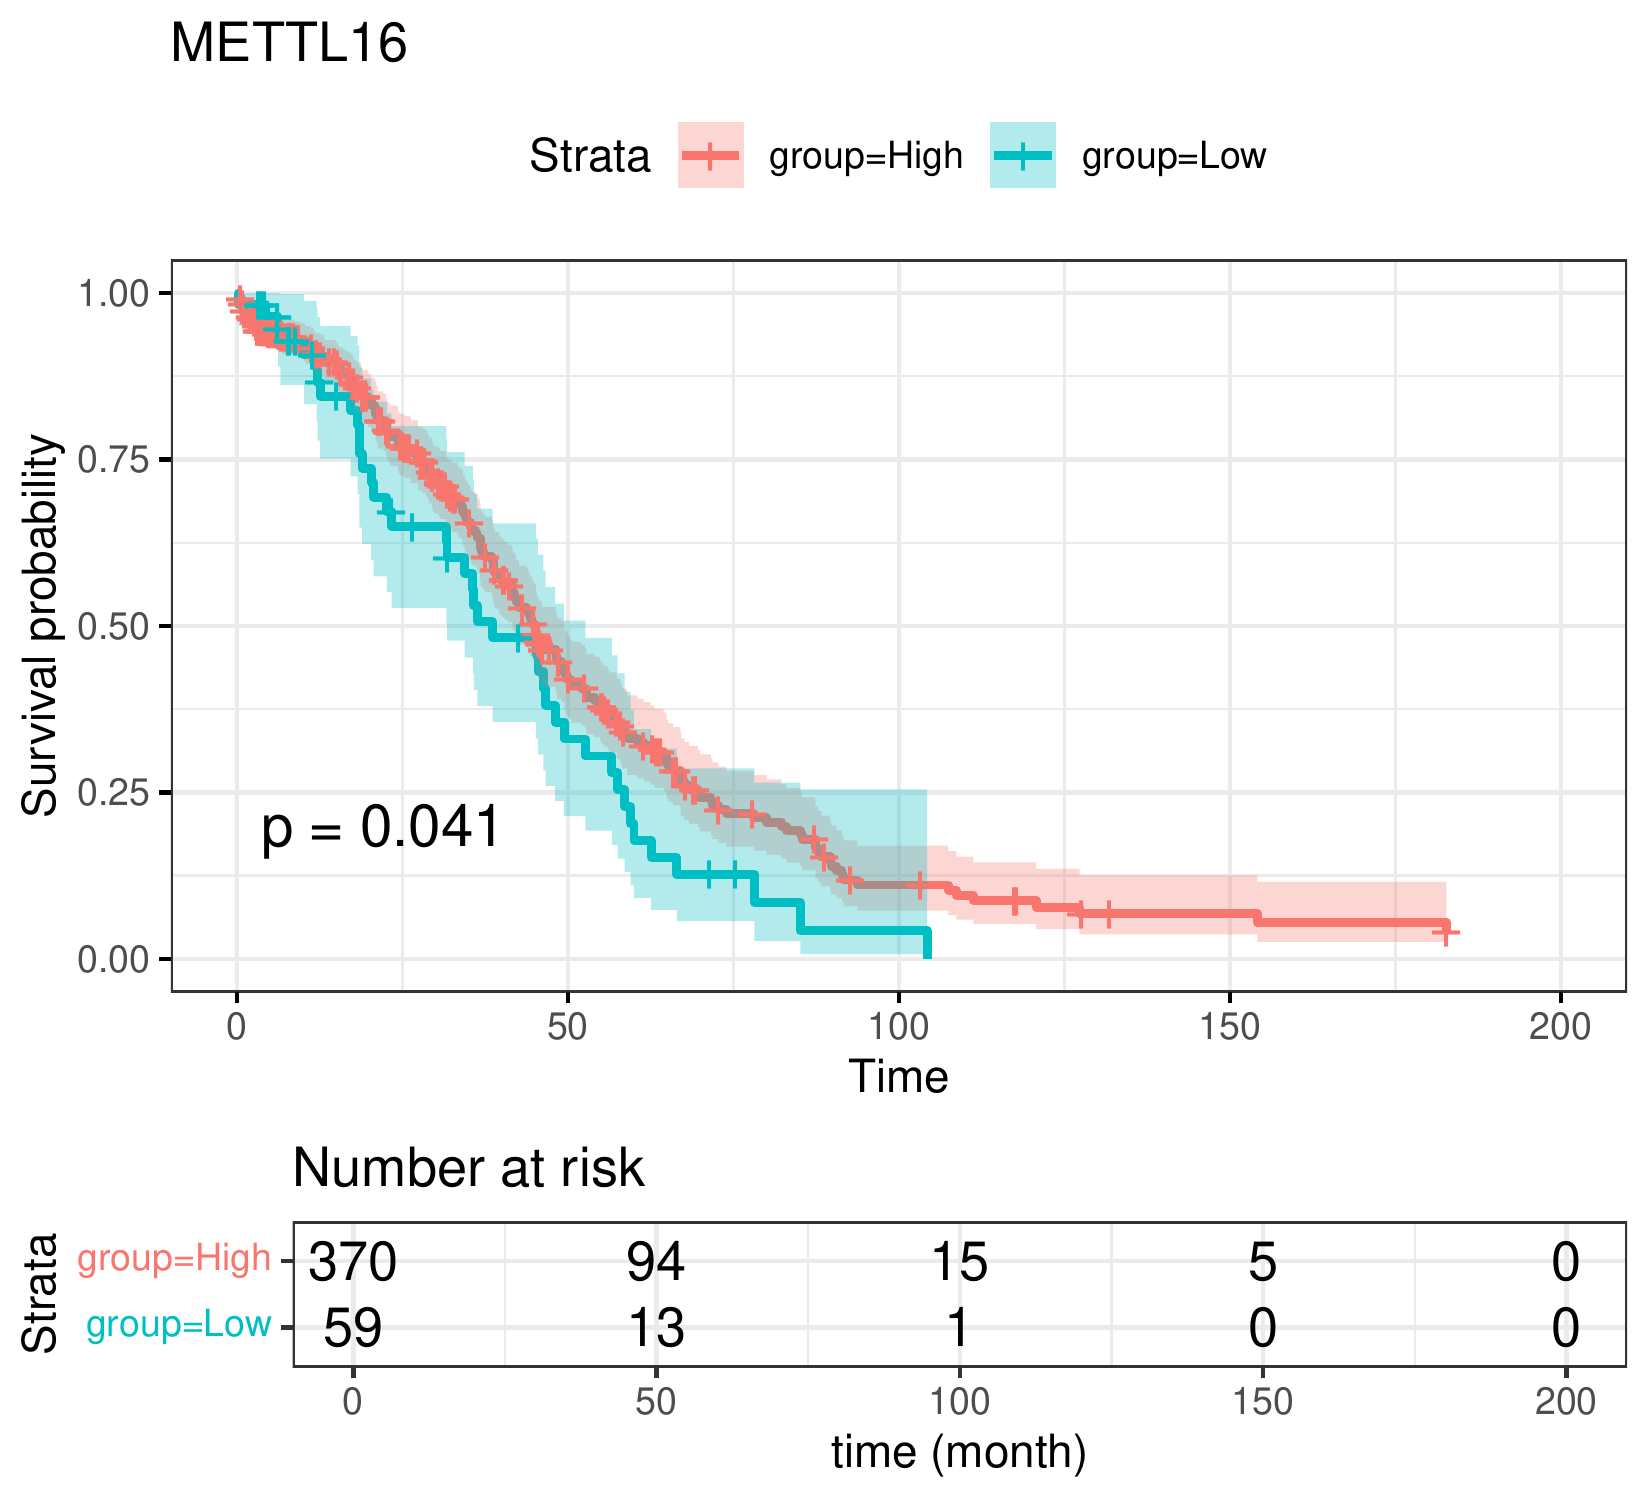 METTL16
Strata group=High group=Low
1.00
0.75
0.50
0.25
0.00
Survival probability
p = 0.041
0 50 100 150 200
Time
Number at risk
Strata
group=High 370 94 15 5 0
group=Low 59 13 1 0 0
0 50 100 150 200
time (month)